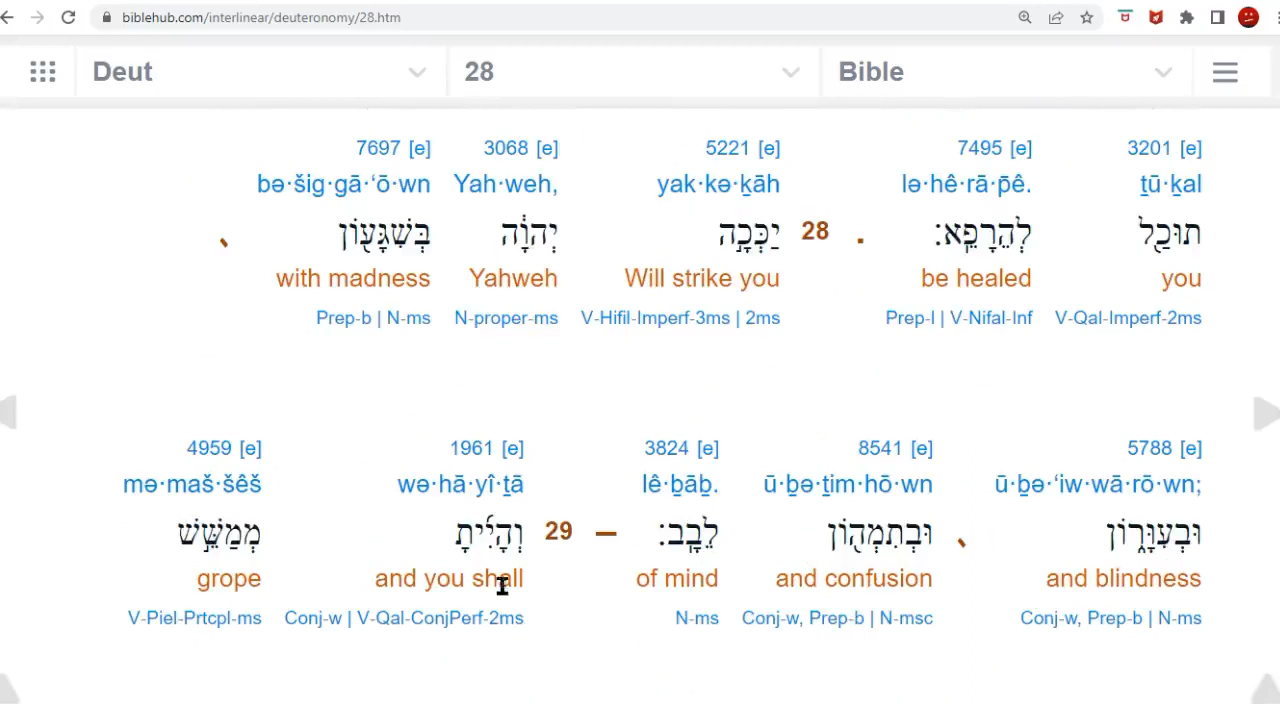 biblehub.com/interlinear/deuteronomy/28.htm
Deut 28 Bible
7697 [e] 3068 [e] 5221 [e] 7495 [e] 3201 [e]
bə·šig·gā·‘ō·wn Yah·weh, yak·kə·ḵāh lə·hê·rā·p̄ê. ṯū·ḵal
תוּכַ֖ל לְהֵרָפֵֽא׃ . 28 יַכְּכָ֣ה יְהוָ֔ה בְּשִׁגָּע֖וֹן 、
with madness Yahweh Will strike you be healed you
Prep-b | N-ms N-proper-ms V-Hifil-Imperf-3ms | 2ms Prep-l | V-Nifal-Inf V-Qal-Imperf-2ms
4959 [e] 1961 [e] 3824 [e] 8541 [e] 5788 [e]
mə·maš·šêš wə·hā·yî·ṯā lê·ḇāḇ. ū·ḇə·ṯim·hō·wn ū·ḇə·‘iw·wā·rō·wn;
וּבְעִוָּר֑וֹן 、 וּבְתִמְה֖וֹן לֵבָֽב׃ – 29 וְהָיִ֜יתָ מְמַשֵּׁ֣שׁ
grope and you shall of mind and confusion and blindness
V-Piel-Prtcpl-ms Conj-w | V-Qal-ConjPerf-2ms N-ms Conj-w, Prep-b | N-msc Conj-w, Prep-b | N-ms